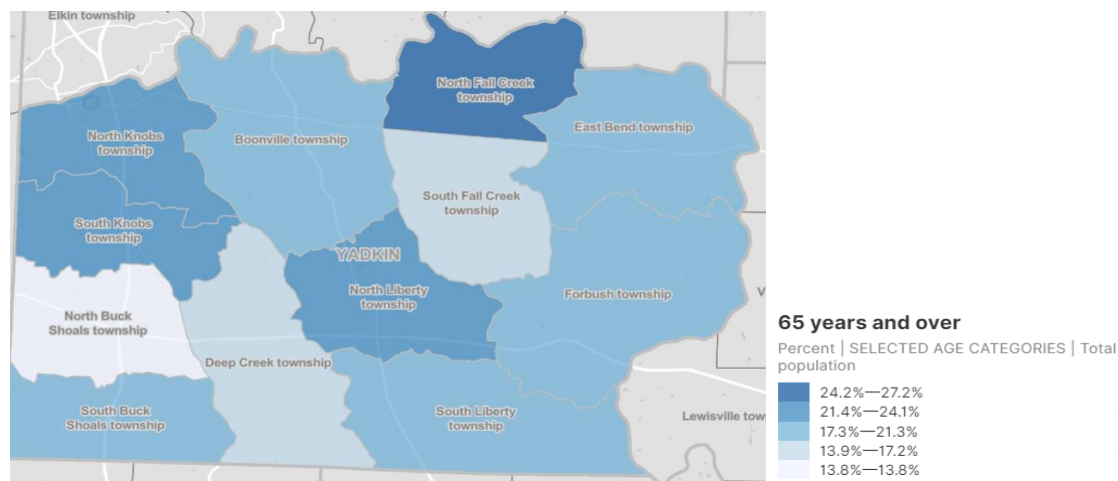 Elkin township
North Fall Creek
township
North Knobs
township
Boonville township
East Bend township
South Fall Creek
township
South Knobs
township
YADKIN
North Liberty
township
Forbush township
V
North Buck
Shoals township
Deep Creek township
South Buck
Shoals township
South Liberty
township
Lewisville tow
65 years and over
Percent | SELECTED AGE CATEGORIES | Total
population
24.2%—27.2%
21.4%—24.1%
17.3%—21.3%
13.9%—17.2%
13.8%—13.8%